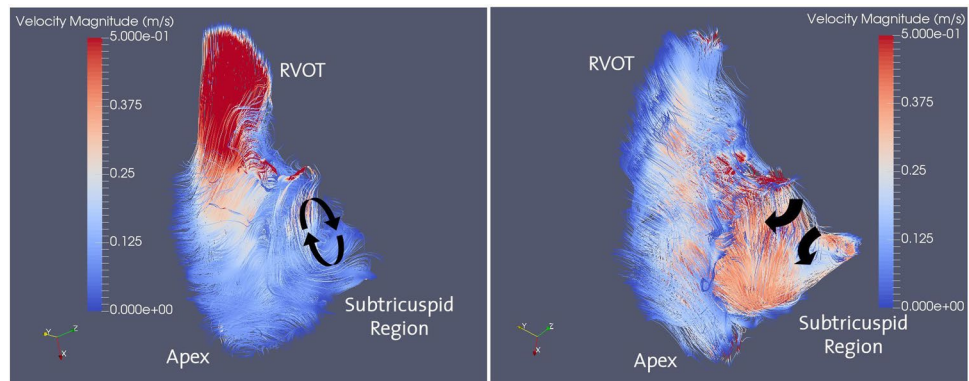 Velocity Magnitude (m/s)
5.000e-01
0.375
0.25
0.125
0.000e+00
RVOT
Subtricuspid
Region
Apex
Y
Z
X
Velocity Magnitude (m/s)
5.000e-01
0.375
0.25
0.125
0.000e+00
RVOT
Subtricuspid
Region
Apex
Y
Z
X